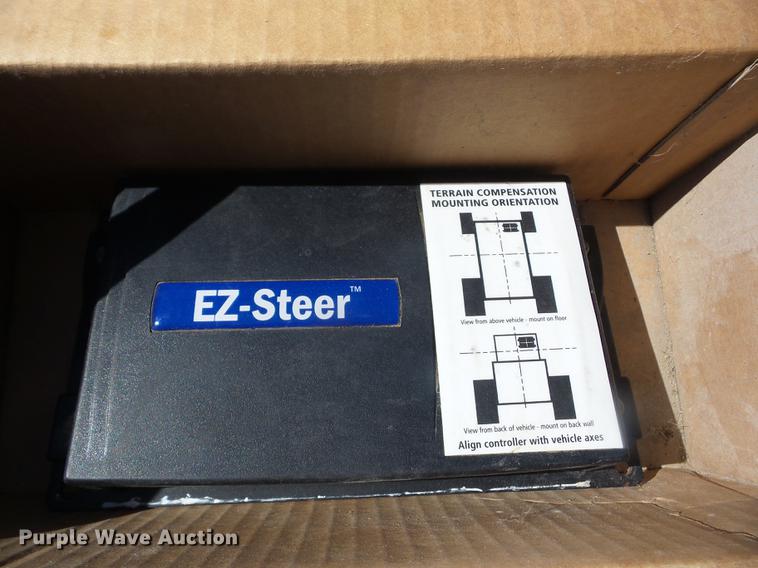 TERRAIN COMPENSATION
MOUNTING ORIENTATION
EZ-Steer™
View from above vehicle - mount on floor
View from back of vehicle - mount on back wall
Align controller with vehicle axes
Purple Wave Auction